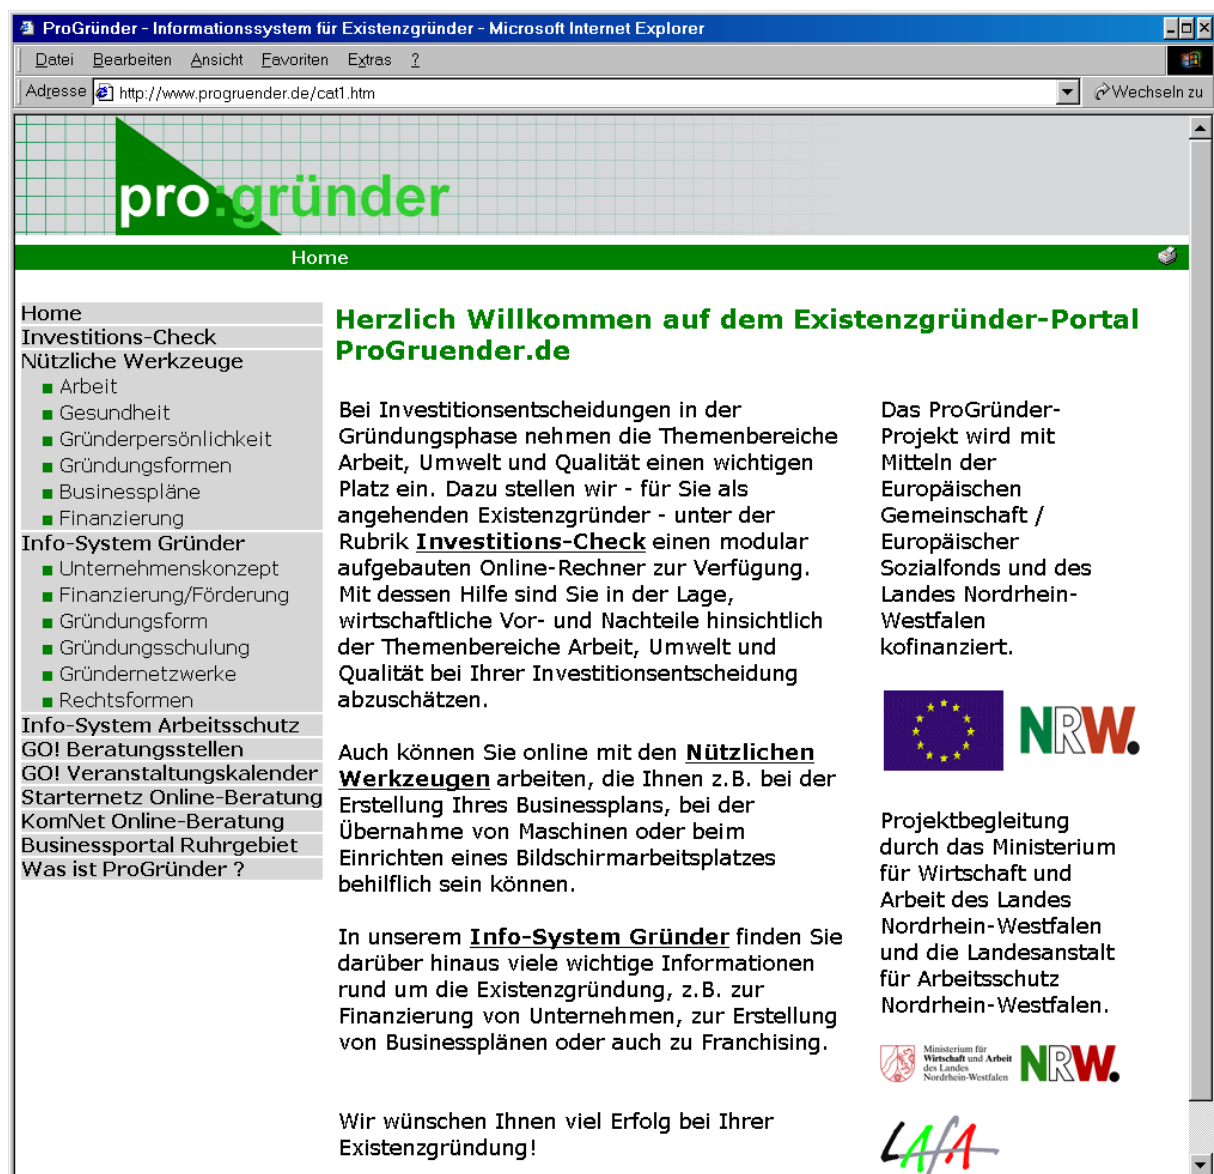 ProGründer - Informationssystem für Existenzgründer - Microsoft Internet Explorer
Datei Bearbeiten Ansicht Favoriten Extras ?
Adresse http://www.progruender.de/cat1.htm Wechseln zu
pro:gründer
Home
Home
Investitions-Check
Nützliche Werkzeuge
Arbeit
Gesundheit
Gründerpersönlichkeit
Gründungsformen
Businesspläne
Finanzierung
Info-System Gründer
Unternehmenskonzept
Finanzierung/Förderung
Gründungsform
Gründungsschulung
Gründernetzwerke
Rechtsformen
Info-System Arbeitsschutz
GO! Beratungsstellen
GO! Veranstaltungskalender
Starternetz Online-Beratung
KomNet Online-Beratung
Businessportal Ruhrgebiet
Was ist ProGründer ?
Herzlich Willkommen auf dem Existenzgründer-Portal
ProGruender.de
Bei Investitionsentscheidungen in der
Gründungsphase nehmen die Themenbereiche
Arbeit, Umwelt und Qualität einen wichtigen
Platz ein. Dazu stellen wir - für Sie als
angehenden Existenzgründer - unter der
Rubrik Investitions-Check einen modular
aufgebauten Online-Rechner zur Verfügung.
Mit dessen Hilfe sind Sie in der Lage,
wirtschaftliche Vor- und Nachteile hinsichtlich
der Themenbereiche Arbeit, Umwelt und
Qualität bei Ihrer Investitionsentscheidung
abzuschätzen.
Auch können Sie online mit den Nützlichen
Werkzeugen arbeiten, die Ihnen z.B. bei der
Erstellung Ihres Businessplans, bei der
Übernahme von Maschinen oder beim
Einrichten eines Bildschirmarbeitsplatzes
behilflich sein können.
In unserem Info-System Gründer finden Sie
darüber hinaus viele wichtige Informationen
rund um die Existenzgründung, z.B. zur
Finanzierung von Unternehmen, zur Erstellung
von Businessplänen oder auch zu Franchising.
Wir wünschen Ihnen viel Erfolg bei Ihrer
Existenzgründung!
Das ProGründer-
Projekt wird mit
Mitteln der
Europäischen
Gemeinschaft /
Europäischer
Sozialfonds und des
Landes Nordrhein-
Westfalen
kofinanziert.
NRW.
Projektbegleitung
durch das Ministerium
für Wirtschaft und
Arbeit des Landes
Nordrhein-Westfalen
und die Landesanstalt
für Arbeitsschutz
Nordrhein-Westfalen.
Ministerium für
Wirtschaft und Arbeit
des Landes
Nordrhein-Westfalen
NRW.
LAfA